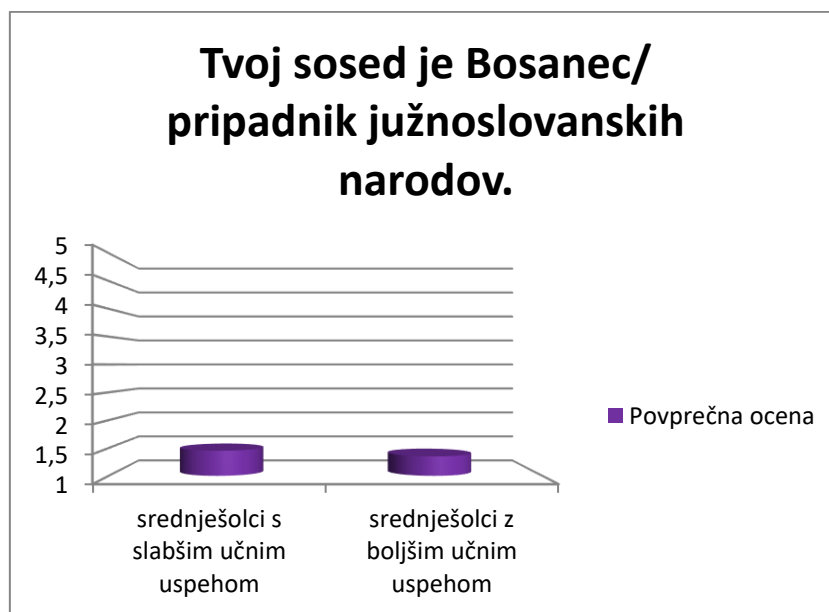 Tvoj sosed je Bosanec/
pripadnik južnoslovanskih
narodov.
5
4,5
4
3,5
3
2,5
2
1,5
1
srednješolci s
slabšim učnim
uspehom
srednješolci z
boljšim učnim
uspehom
Povprečna ocena